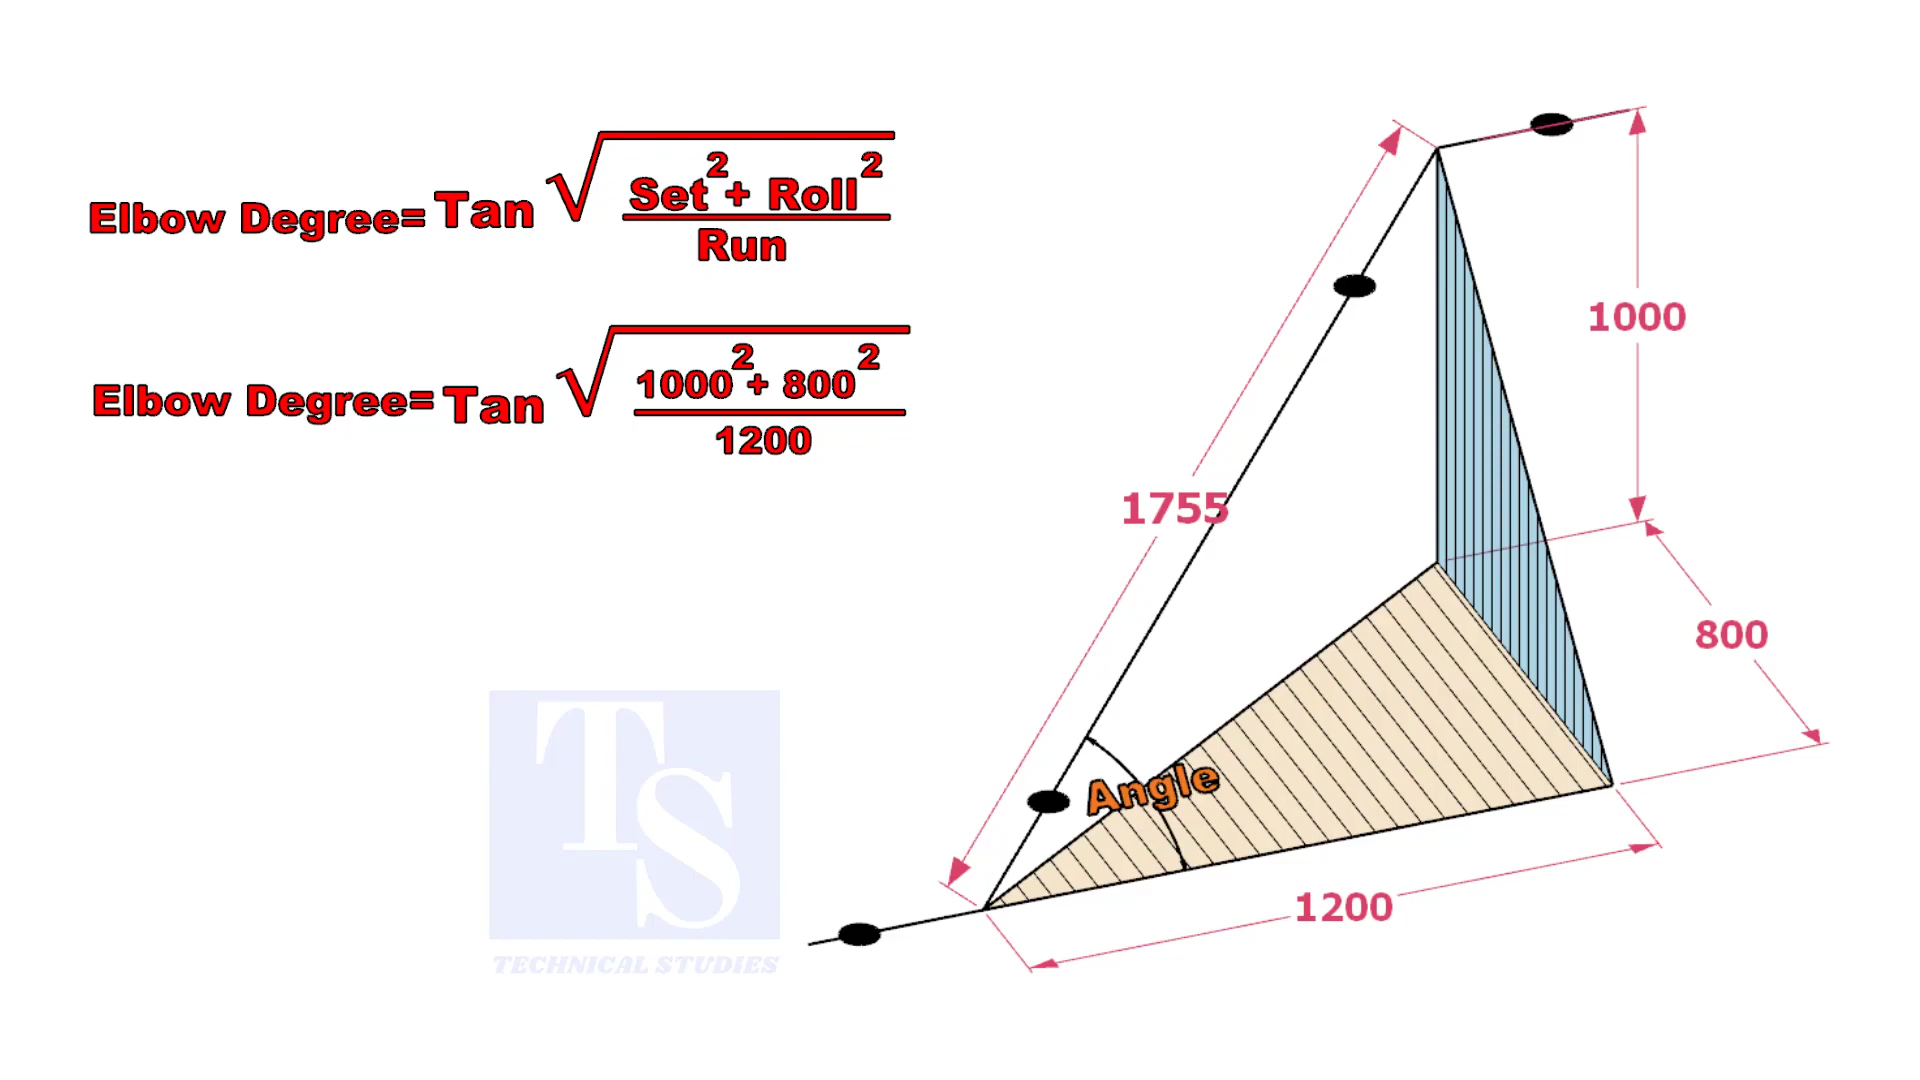 Elbow Degree= Tan √ Set² + Roll²
Run
Elbow Degree= Tan √ 1000² + 800²
1200
1000
1755
800
Angle
1200
TS
TECHNICAL STUDIES